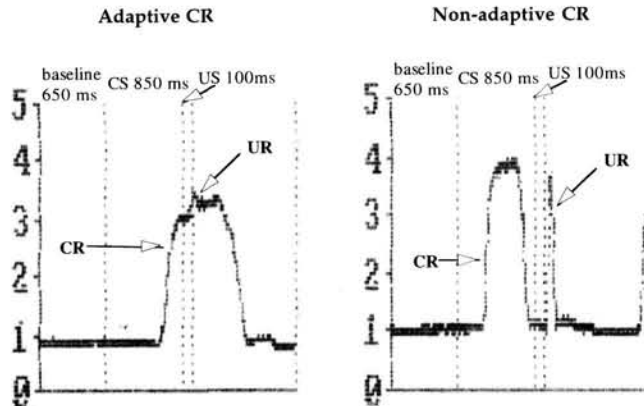 Adaptive CR
baseline
650 ms
CS 850 ms
US 100ms
5
4
3
2
1
0
UR
CR
Non-adaptive CR
baseline
650 ms
CS 850 ms
US 100ms
5
4
3
2
1
0
UR
CR